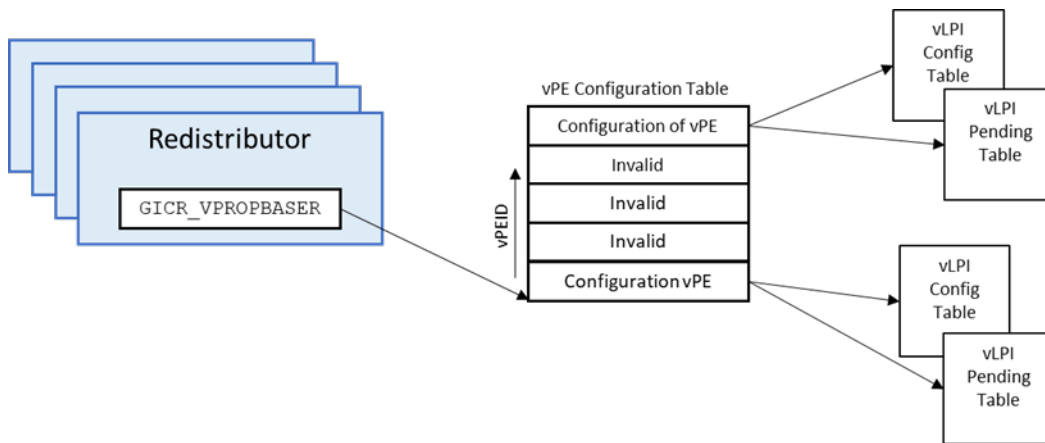 Redistributor
GICR_VPROPBASER
vPE Configuration Table
Configuration of vPE
Invalid
Invalid
Invalid
Configuration vPE
vPEID
vLPI
Config
Table
vLPI
Pending
Table
vLPI
Config
Table
vLPI
Pending
Table